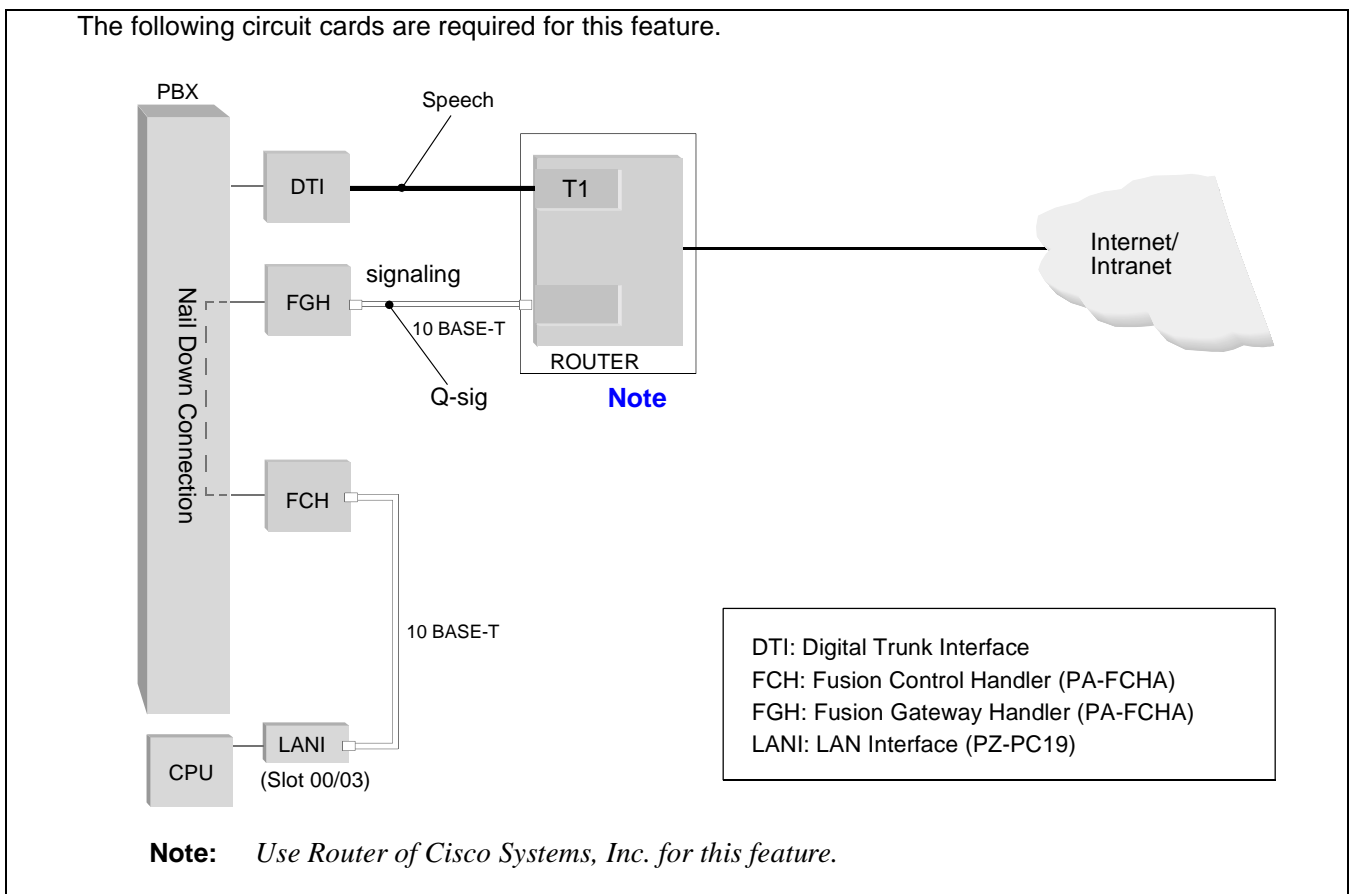 The following circuit cards are required for this feature.
PBX
Speech
DTI
T1
Internet/
Intranet
signaling
FGH
10 BASE-T
ROUTER
Q-sig
Note
Nail Down Connection
FCH
10 BASE-T
DTI: Digital Trunk Interface
FCH: Fusion Control Handler (PA-FCHA)
FGH: Fusion Gateway Handler (PA-FCHA)
LANI: LAN Interface (PZ-PC19)
LANI
CPU
(Slot 00/03)
Note: Use Router of Cisco Systems, Inc. for this feature.